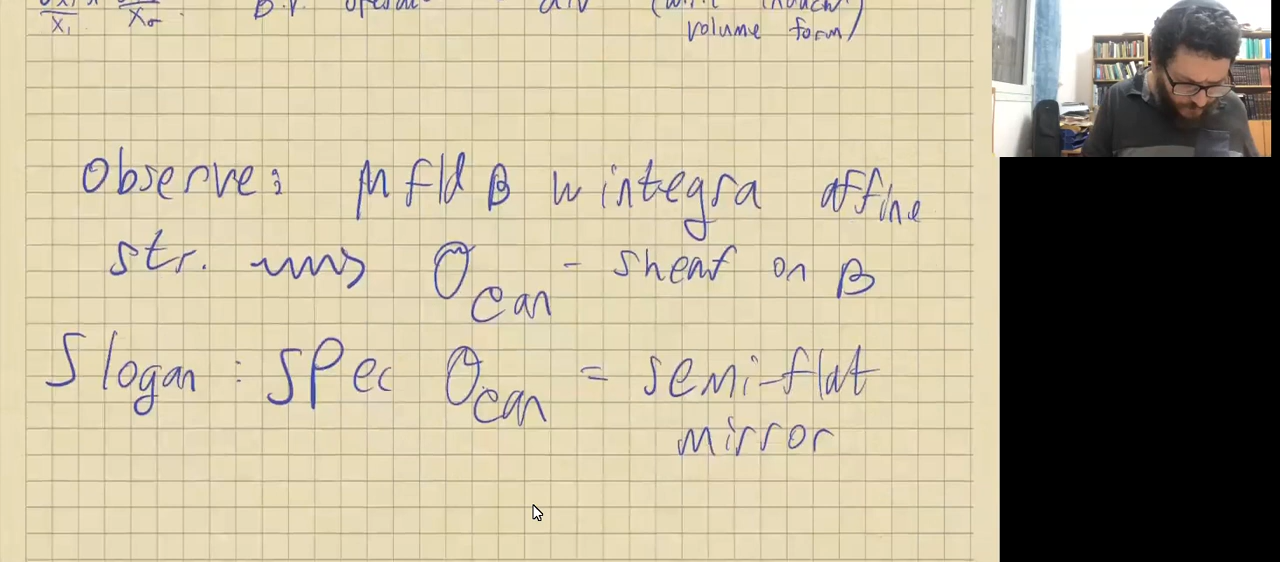 volume form)
Observe: Mfld B w integra affine
str. O_can - sheaf on B
Slogan: Spec O_can = semi-flat
mirror